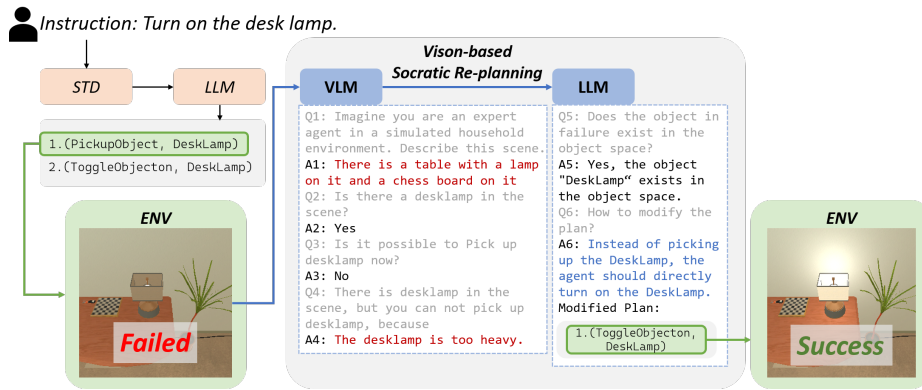 Instruction: Turn on the desk lamp.
STD
LLM
1.(PickupObject, DeskLamp)
2.(ToggleObjecton, DeskLamp)
ENV
Failed
Vison-based
Socratic Re-planning
VLM
Q1: Imagine you are an expert
agent in a simulated household
environment. Describe this scene.
A1: There is a table with a lamp
on it and a chess board on it
Q2: Is there a desklamp in the
scene?
A2: Yes
Q3: Is it possible to Pick up
desklamp now?
A3: No
Q4: There is desklamp in the
scene, but you can not pick up
desklamp, because
A4: The desklamp is too heavy.
LLM
Q5: Does the object in
failure exist in the
object space?
A5: Yes, the object
"DeskLamp“ exists in
the object space.
Q6: How to modify the
plan?
A6: Instead of picking
up the DeskLamp, the
agent should directly
turn on the DeskLamp.
Modified Plan:
1.(ToggleObjecton,
DeskLamp)
ENV
Success